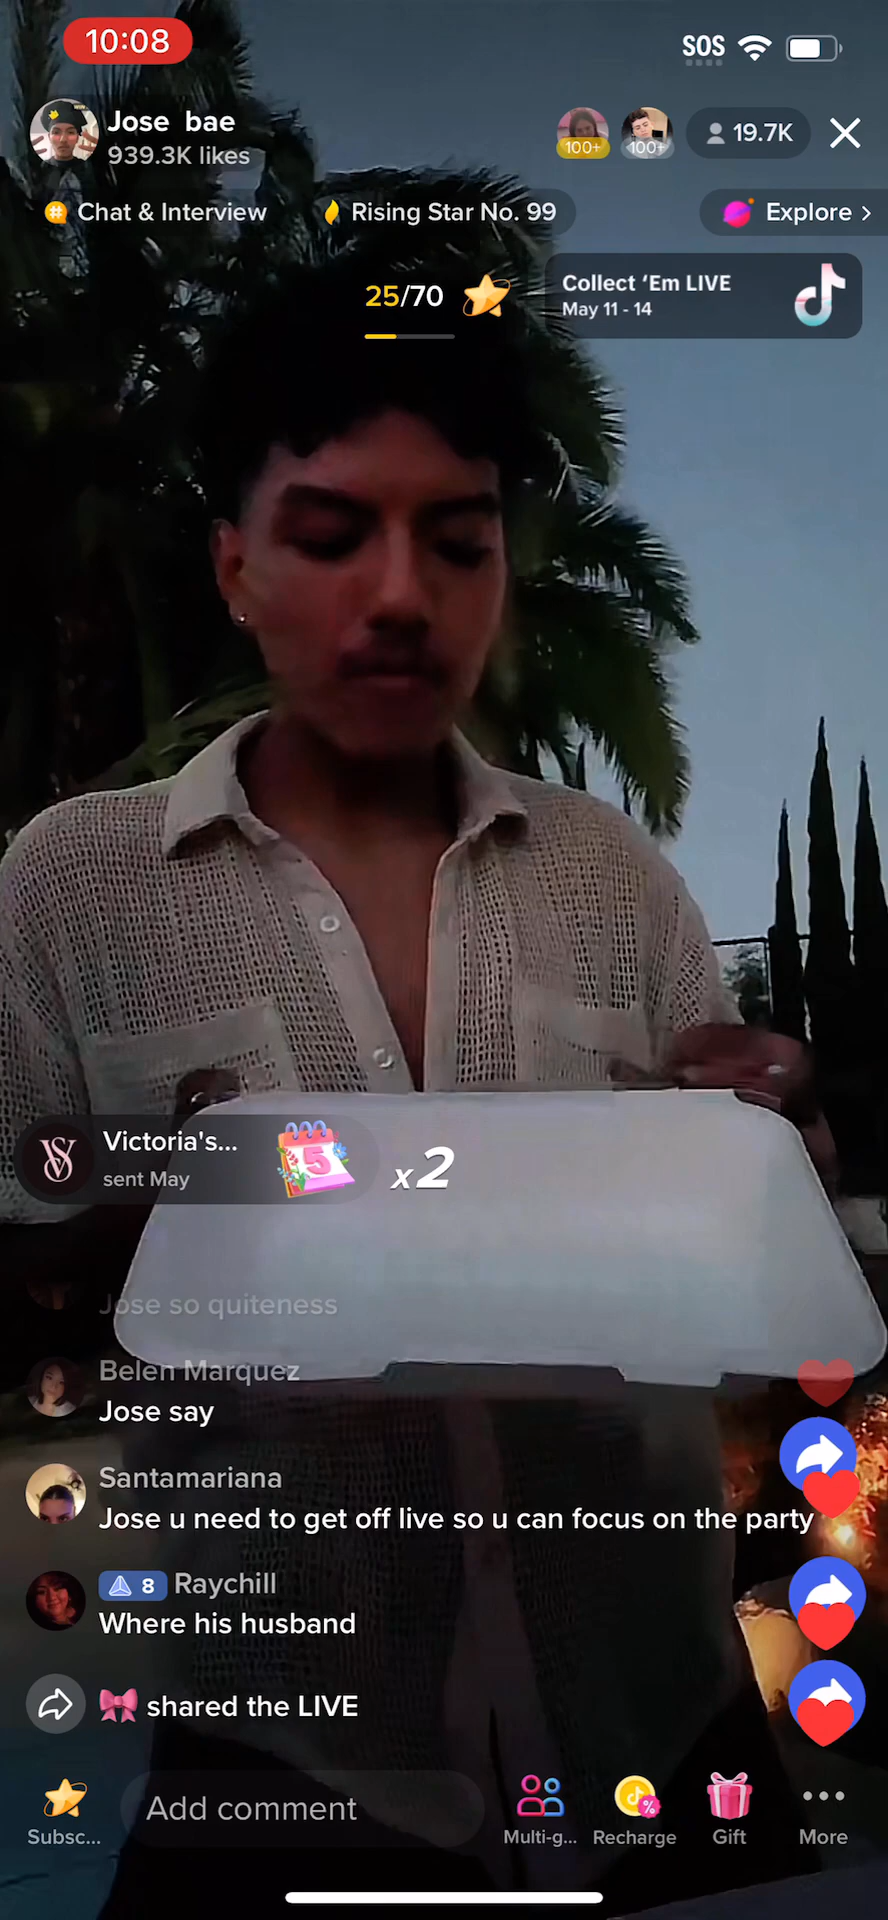 10:08
SOS
Jose bae
939.3K likes
100+
100+
19.7K
Chat & Interview
Rising Star No. 99
Explore >
25/70
Collect ‘Em LIVE
May 11 - 14
Victoria's...
sent May
5
x2
Jose so quiteness
Belen Marquez
Jose say
Santamariana
Jose u need to get off live so u can focus on the party
8 Raychill
Where his husband
shared the LIVE
Subsc...
Add comment
Multi-g...
Recharge
Gift
More